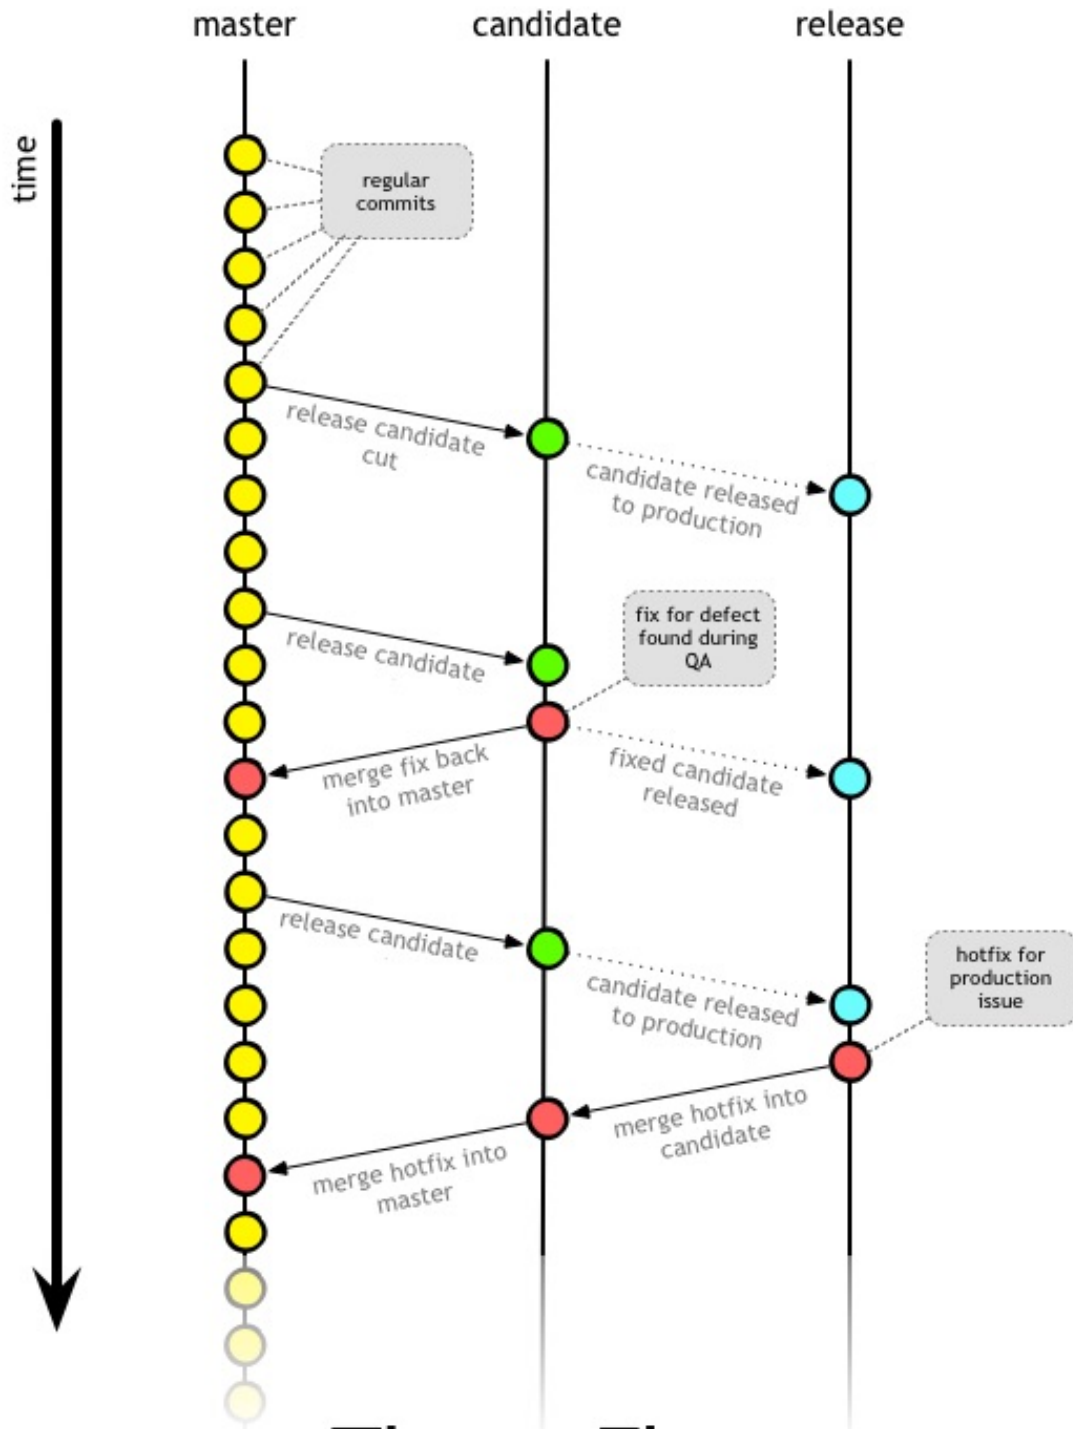 master
candidate
release
time
regular
commits
release candidate
cut
candidate released
to production
fix for defect
found during
QA
release candidate
merge fix back
into master
fixed candidate
released
release candidate
candidate released
to production
hotfix for
production
issue
merge hotfix into
candidate
merge hotfix into
master